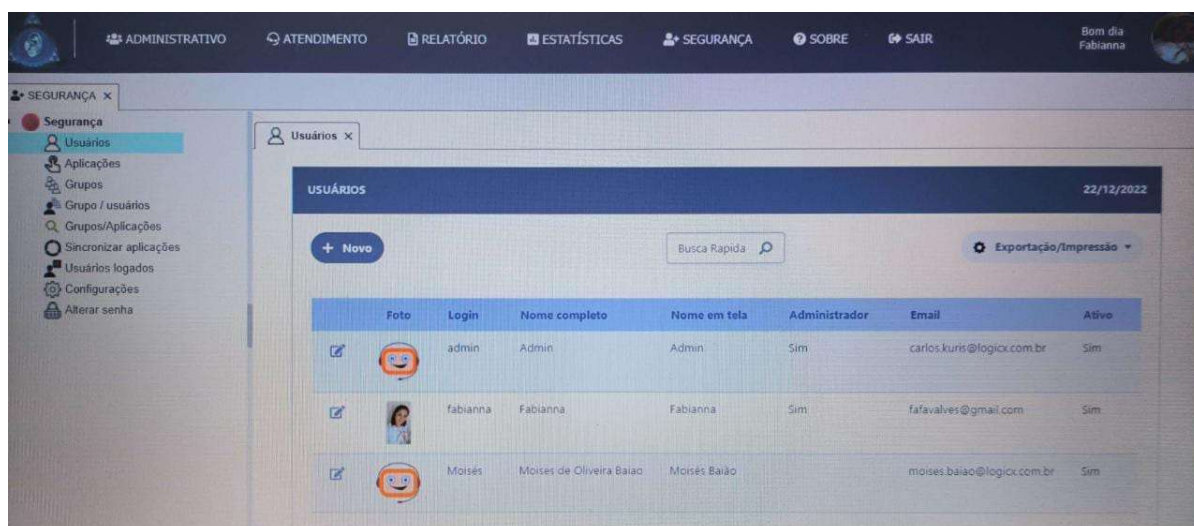 ADMINISTRATIVO ATENDIMENTO RELATÓRIO ESTATÍSTICAS SEGURANÇA SOBRE SAIR
Bom dia
Fabianna
SEGURANÇA X
Segurança
Usuários
Aplicações
Grupos
Grupo / usuários
Grupos/Aplicações
Sincronizar aplicações
Usuários logados
Configurações
Alterar senha
Usuários X
USUÁRIOS 22/12/2022
+ Novo Busca Rapida Exportação/Impressão
Foto Login Nome completo Nome em tela Administrador Email Ativo
admin Admin Admin Sim carlos.kuris@logicx.com.br Sim
fabianna Fabianna Fabianna Sim fafavalves@gmail.com Sim
Moisés Moises de Oliveira Baiao Moisés Baião moises.baiao@logicx.com.br Sim